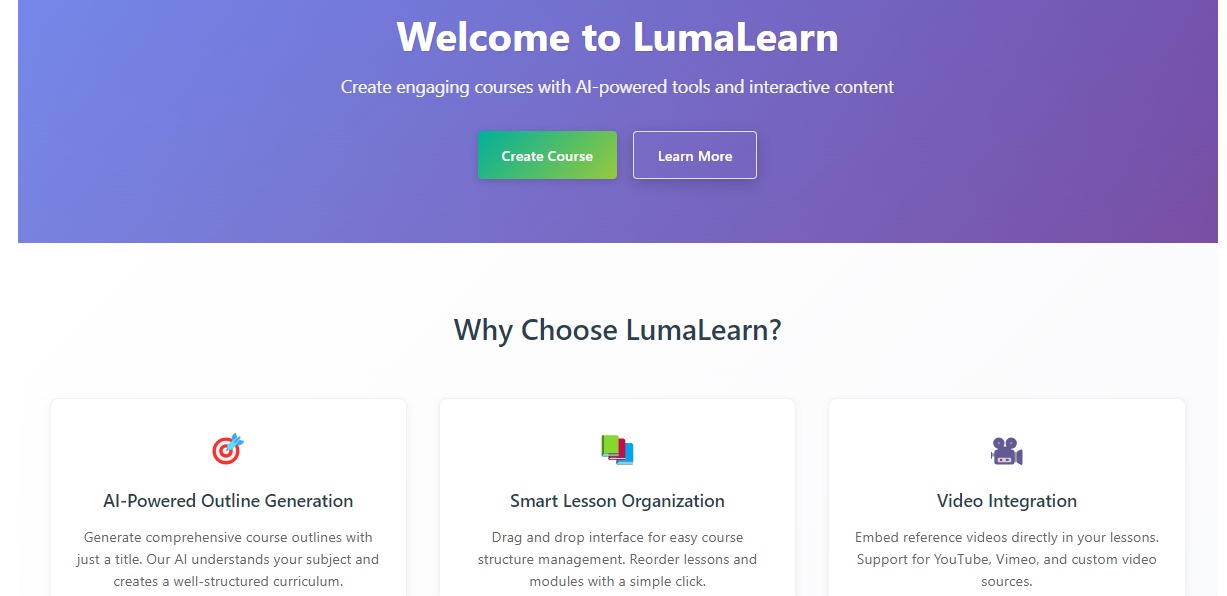 Welcome to LumaLearn
Create engaging courses with AI-powered tools and interactive content
Create Course
Learn More
Why Choose LumaLearn?
AI-Powered Outline Generation
Generate comprehensive course outlines with
just a title. Our AI understands your subject and
creates a well-structured curriculum.
Smart Lesson Organization
Drag and drop interface for easy course
structure management. Reorder lessons and
modules with a simple click.
Video Integration
Embed reference videos directly in your lessons.
Support for YouTube, Vimeo, and custom video
sources.